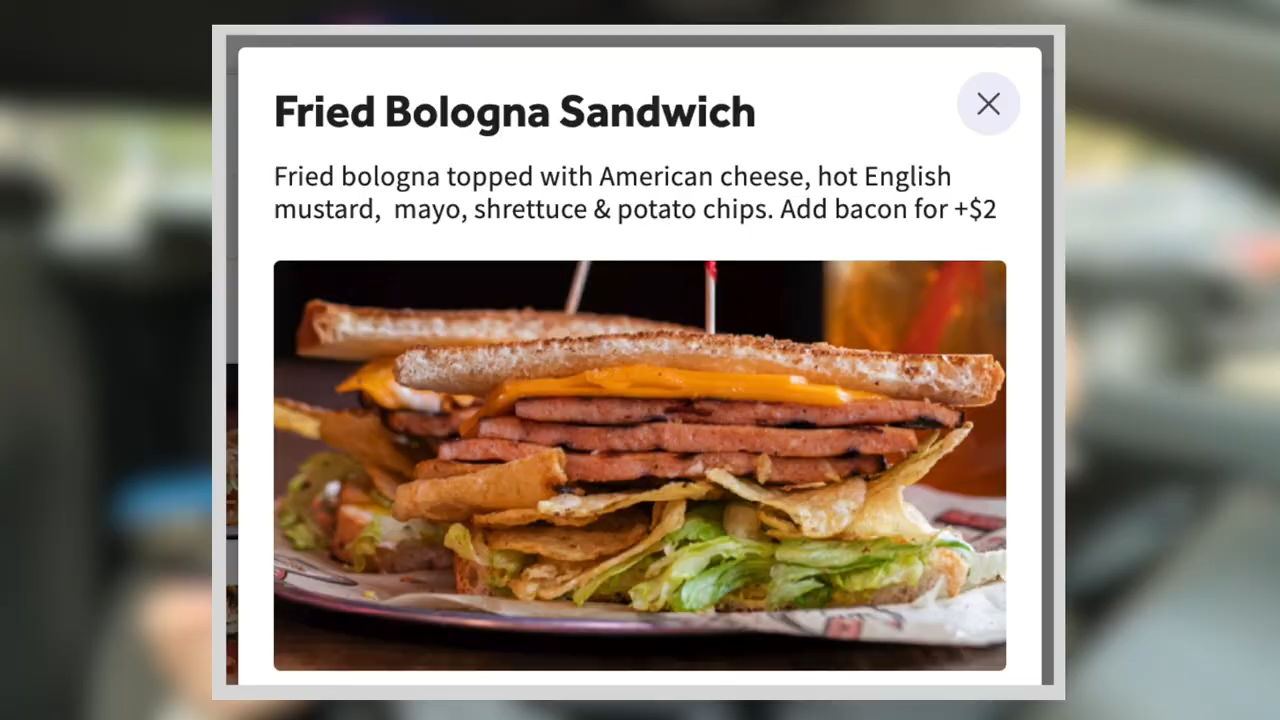 Fried Bologna Sandwich
Fried bologna topped with American cheese, hot English
mustard,  mayo, shrettuce & potato chips. Add bacon for +$2